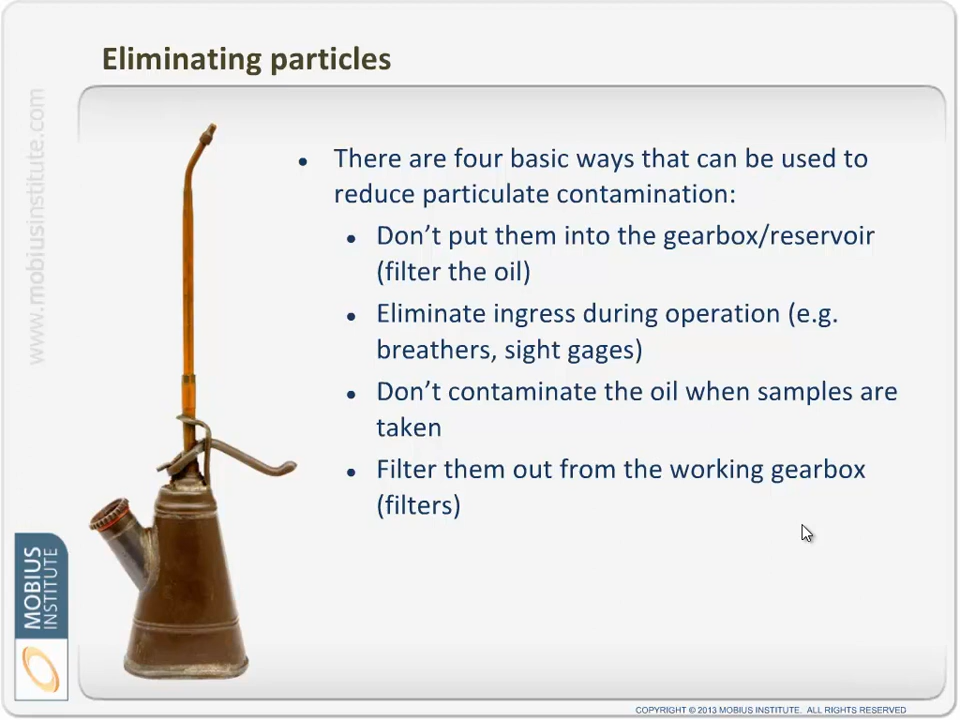 Eliminating particles
www.mobiusinstitute.com
• There are four basic ways that can be used to
reduce particulate contamination:
• Don't put them into the gearbox/reservoir
(filter the oil)
• Eliminate ingress during operation (e.g.
breathers, sight gages)
• Don't contaminate the oil when samples are
taken
• Filter them out from the working gearbox
(filters)
MOBIUS
INSTITUTE
COPYRIGHT © 2013 MOBIUS INSTITUTE. ALL RIGHTS RESERVED